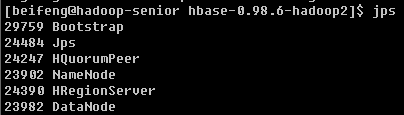 [beifeng@hadoop-senior hbase-0.98.6-hadoop2]$ jps
29759 Bootstrap
24484 Jps
24247 HQuorumPeer
23902 NameNode
24390 HRegionServer
23982 DataNode